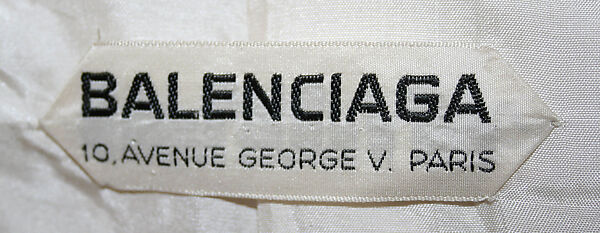 BALENCIAGA
10, AVENUE GEORGE V. PARIS